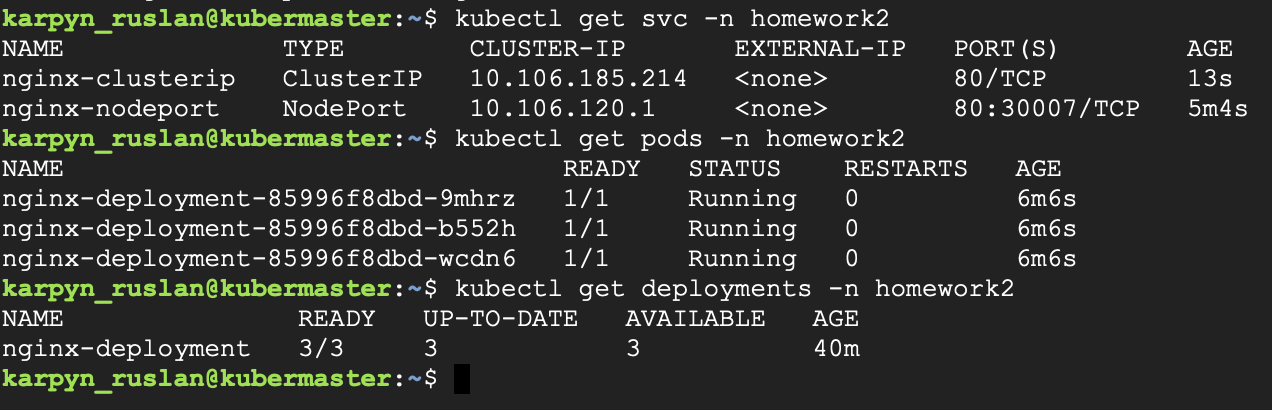 karpyn_ruslan@kubermaster:~$ kubectl get svc -n homework2
NAME TYPE CLUSTER-IP EXTERNAL-IP PORT(S) AGE
nginx-clusterip ClusterIP 10.106.185.214 <none> 80/TCP 13s
nginx-nodeport NodePort 10.106.120.1 <none> 80:30007/TCP 5m4s
karpyn_ruslan@kubermaster:~$ kubectl get pods -n homework2
NAME READY STATUS RESTARTS AGE
nginx-deployment-85996f8dbd-9mhrz 1/1 Running 0 6m6s
nginx-deployment-85996f8dbd-b552h 1/1 Running 0 6m6s
nginx-deployment-85996f8dbd-wcdn6 1/1 Running 0 6m6s
karpyn_ruslan@kubermaster:~$ kubectl get deployments -n homework2
NAME READY UP-TO-DATE AVAILABLE AGE
nginx-deployment 3/3 3 3 40m
karpyn_ruslan@kubermaster:~$